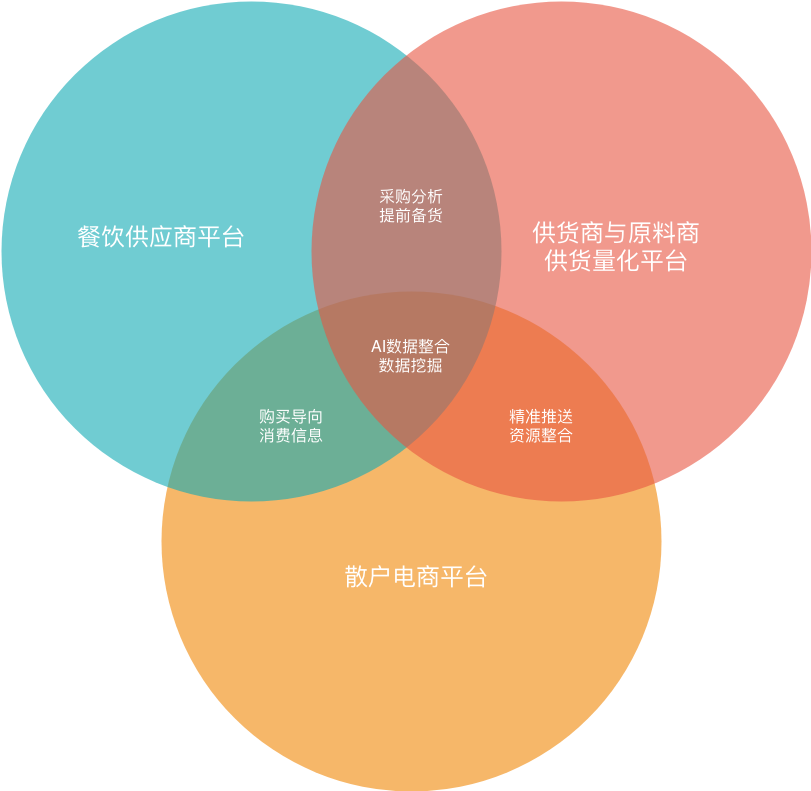 采购分析
提前备货
餐饮供应商平台
供货商与原料商
供货量化平台
AI数据整合
数据挖掘
购买导向
消费信息
精准推送
资源整合
散户电商平台